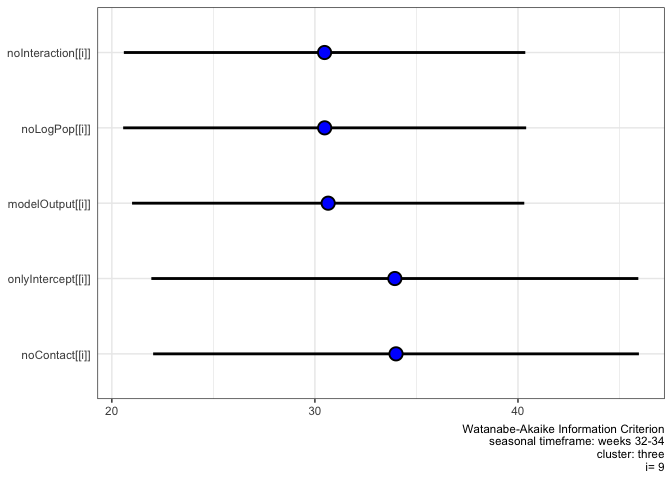 noInteraction[[i]]
noLogPop[[i]]
modelOutput[[i]]
onlyIntercept[[i]]
noContact[[i]]
20 30 40
Watanabe-Akaike Information Criterion
seasonal timeframe: weeks 32-34
cluster: three
i= 9